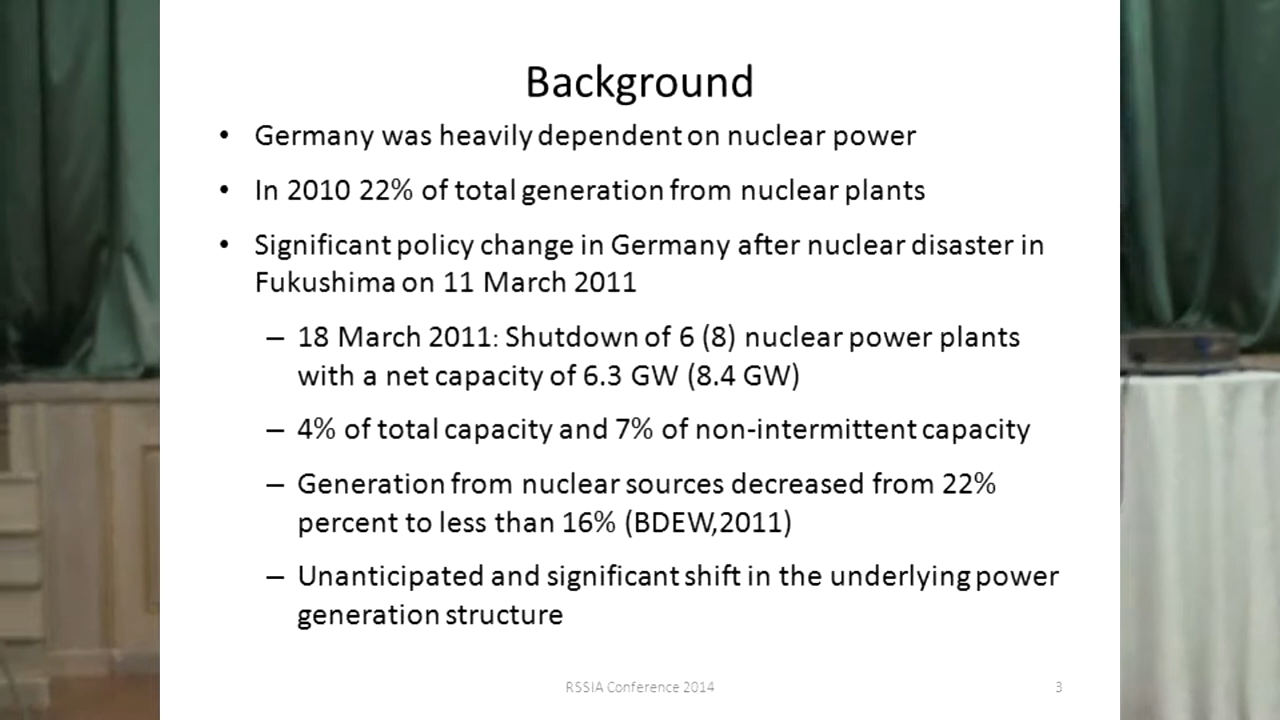 Background
• Germany was heavily dependent on nuclear power
• In 2010 22% of total generation from nuclear plants
• Significant policy change in Germany after nuclear disaster in
Fukushima on 11 March 2011
– 18 March 2011: Shutdown of 6 (8) nuclear power plants
with a net capacity of 6.3 GW (8.4 GW)
– 4% of total capacity and 7% of non-intermittent capacity
– Generation from nuclear sources decreased from 22%
percent to less than 16% (BDEW,2011)
– Unanticipated and significant shift in the underlying power
generation structure
RSSIA Conference 2014
3